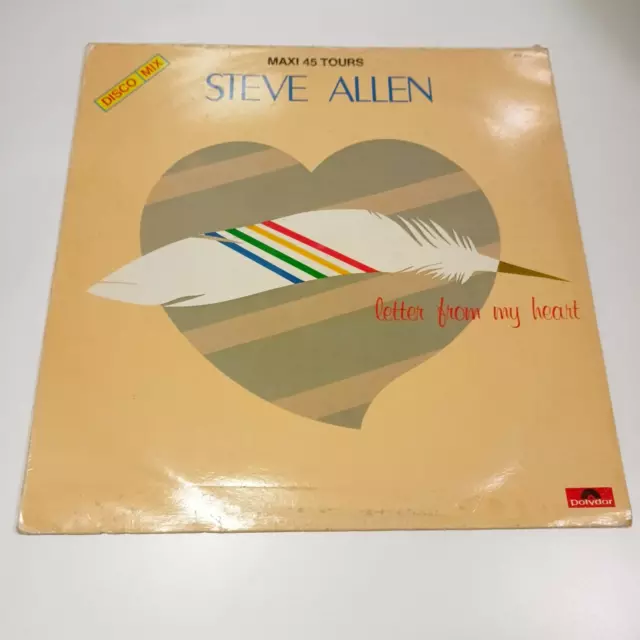 MAXI 45 TOURS
DISCO MIX
STEVE ALLEN
letter from my heart
Polydor